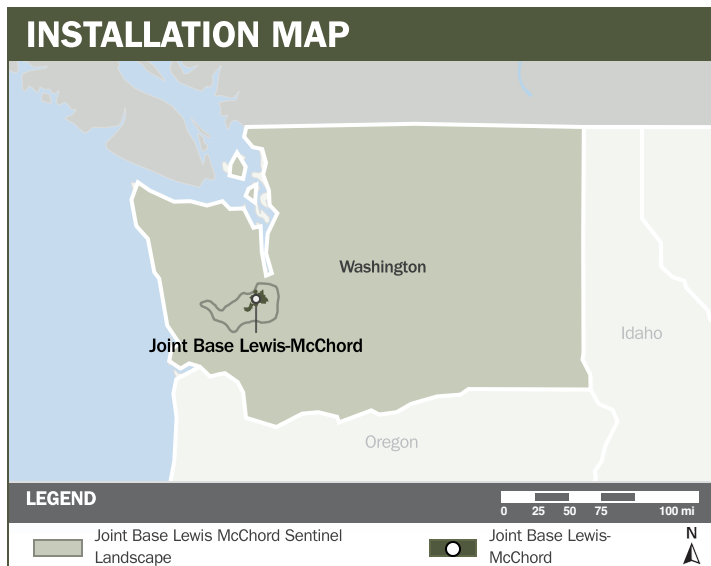 INSTALLATION MAP
Washington
Idaho
Joint Base Lewis-McChord
Oregon
LEGEND
0 25 50 75 100 mi
Joint Base Lewis McChord Sentinel
Landscape
Joint Base Lewis-
McChord
N